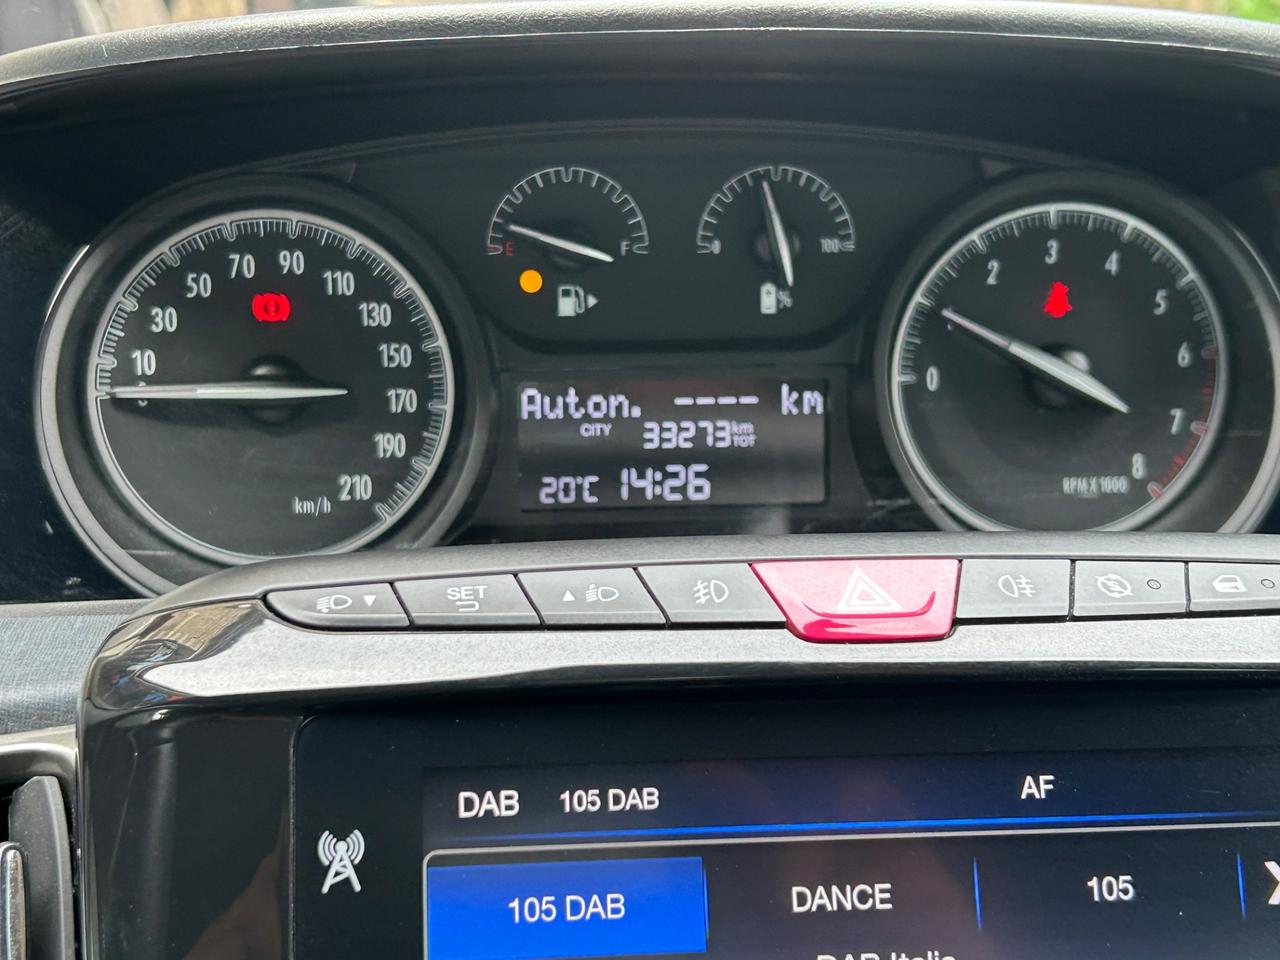 10
30
50
70
90
110
130
150
170
190
210
km/h
E
F
0
100
%
0
2
3
4
5
6
7
8
RPM X 1000
Auton. ---- km
CITY 33273 km TOT
20°C 14:26
SET
DAB 105 DAB AF
105 DAB DANCE 105
DAB Italia